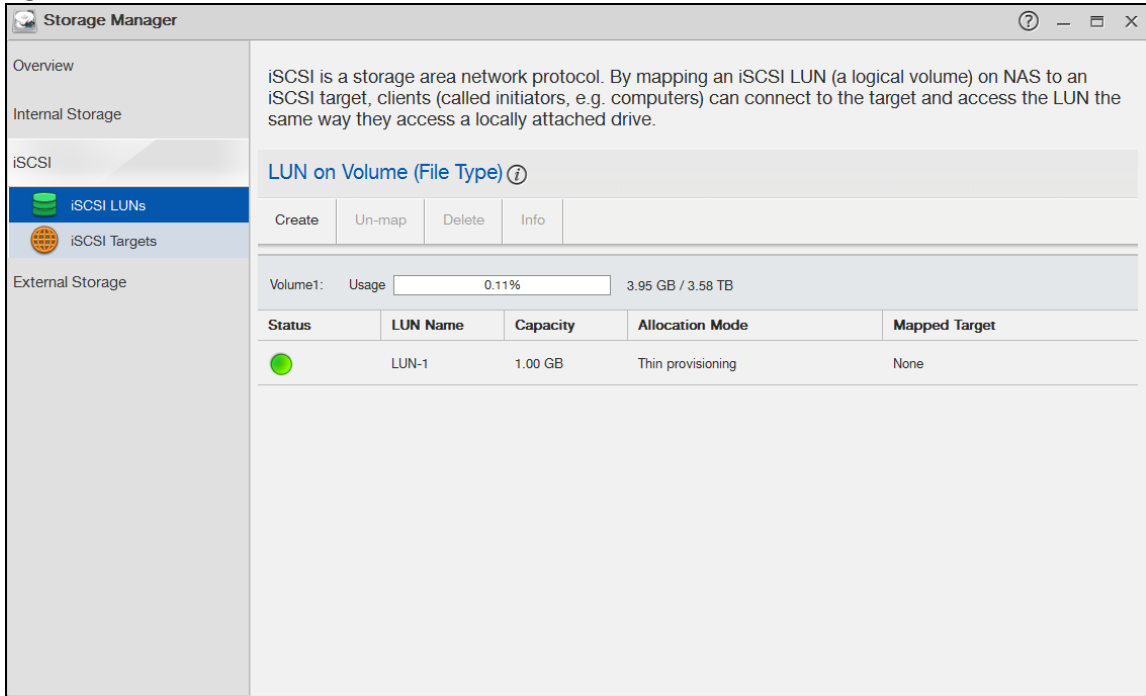 Storage Manager
Overview
Internal Storage
iSCSI
iSCSI LUNs
iSCSI Targets
External Storage
iSCSI is a storage area network protocol. By mapping an iSCSI LUN (a logical volume) on NAS to an
iSCSI target, clients (called initiators, e.g. computers) can connect to the target and access the LUN the
same way they access a locally attached drive.
LUN on Volume (File Type)
Create Un-map Delete Info
Volume1: Usage 0.11% 3.95 GB / 3.58 TB
Status LUN Name Capacity Allocation Mode Mapped Target
LUN-1 1.00 GB Thin provisioning None